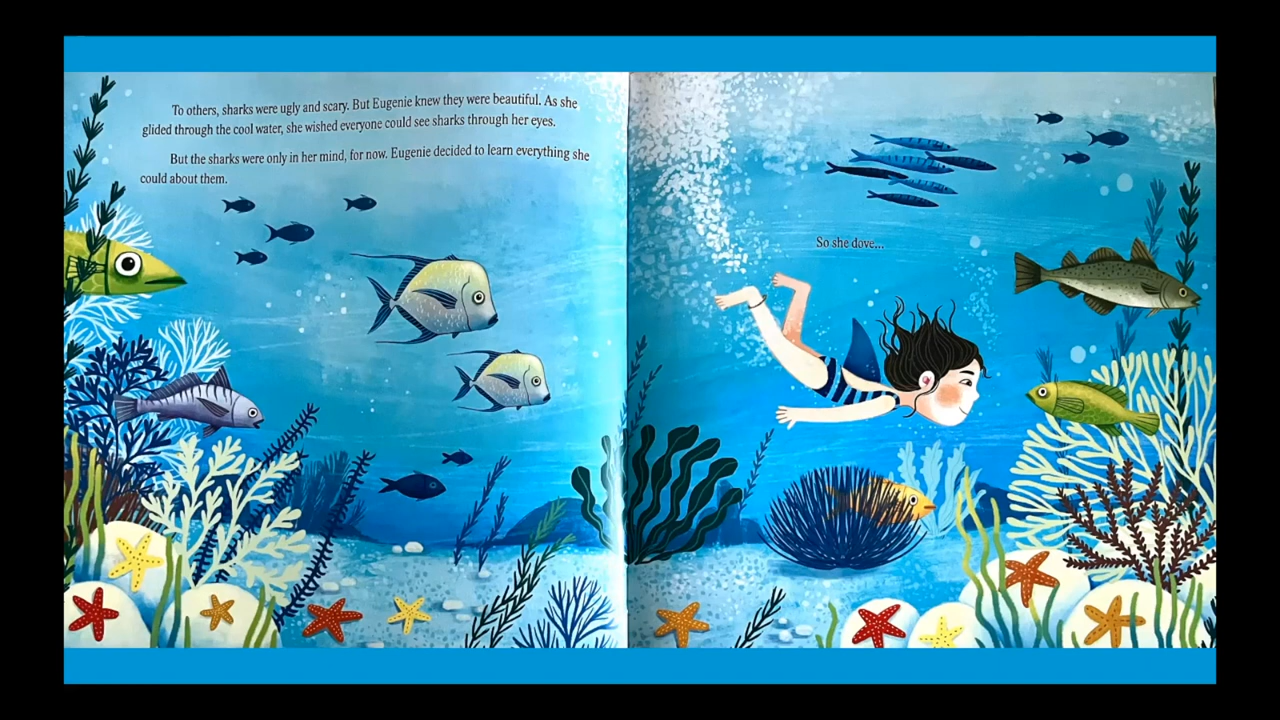 To others, sharks were ugly and scary. But Eugenie knew they were beautiful. As she
glided through the cool water, she wished everyone could see sharks through her eyes.
But the sharks were only in her mind, for now. Eugenie decided to learn everything she
could about them.
So she dove...